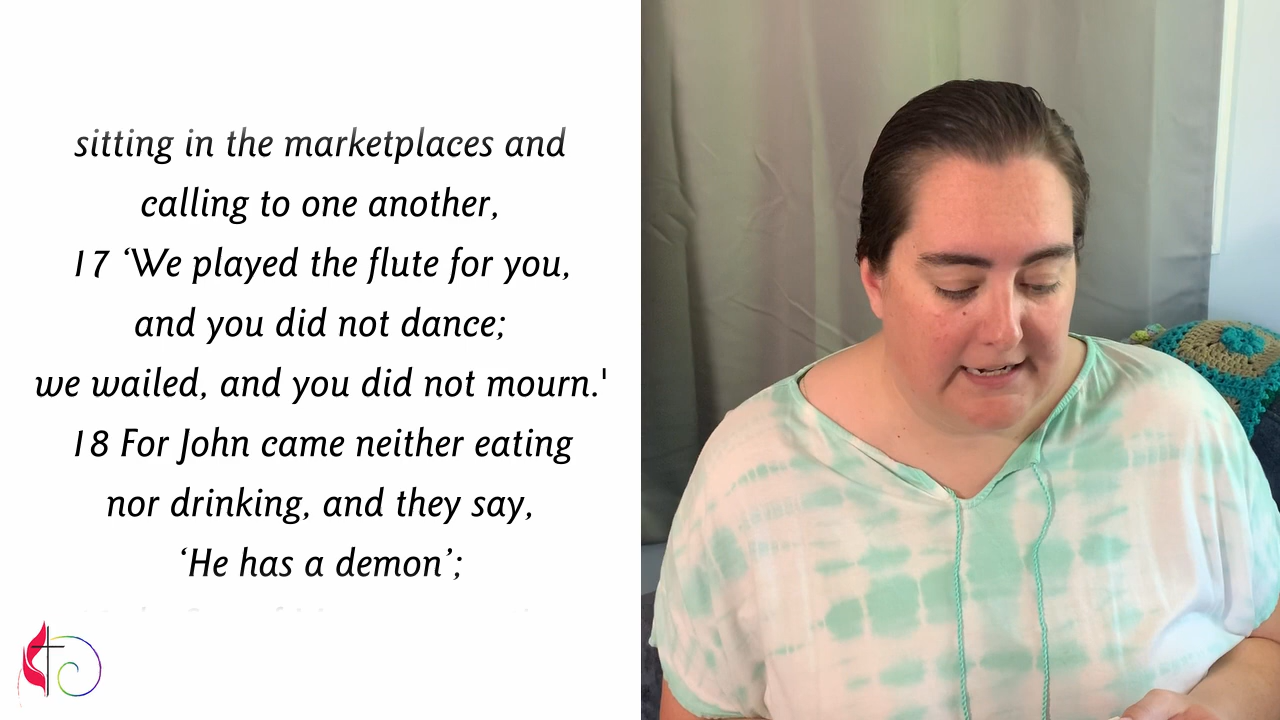 sitting in the marketplaces and
calling to one another,
17 ‘We played the flute for you,
and you did not dance;
we wailed, and you did not mourn.'
18 For John came neither eating
nor drinking, and they say,
‘He has a demon’;